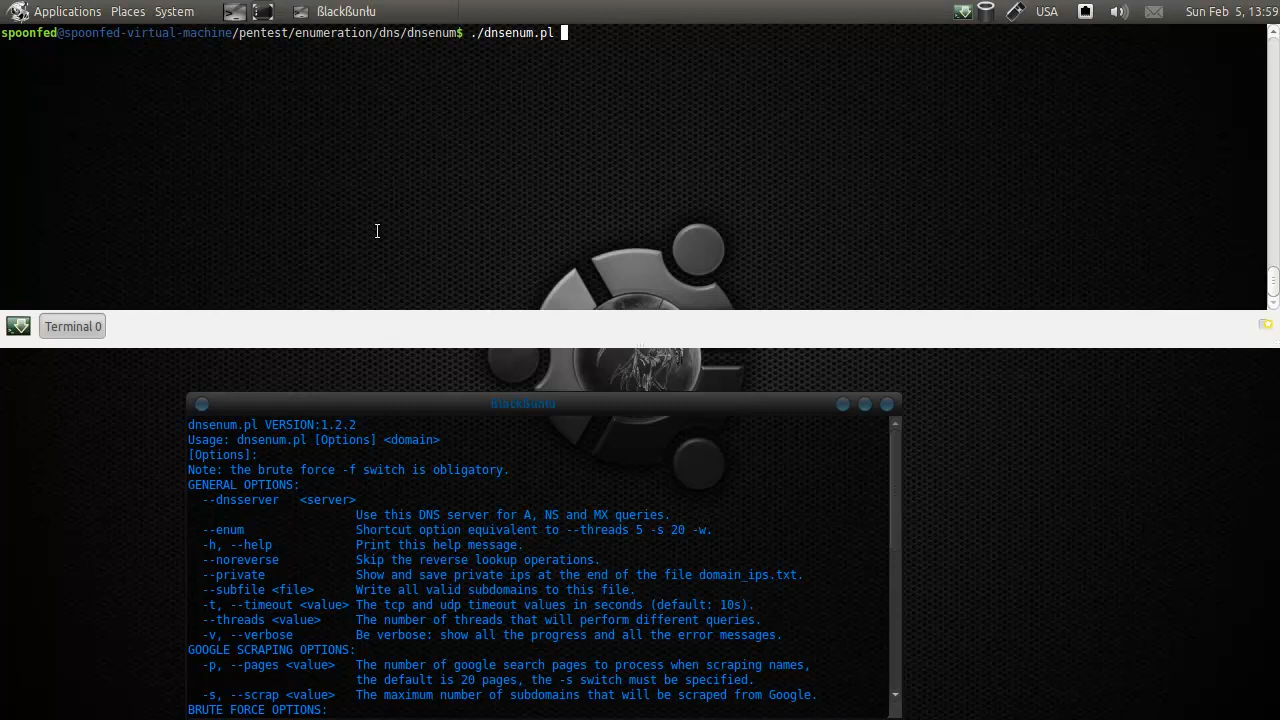 Applications Places System ßlackßuntu USA Sun Feb 5, 13:59
spoonfed@spoonfed-virtual-machine/pentest/enumeration/dns/dnsenum$ ./dnsenum.pl
Terminal 0
ßlackßuntu
dnsenum.pl VERSION:1.2.2
Usage: dnsenum.pl [Options] <domain>
[Options]:
Note: the brute force -f switch is obligatory.
GENERAL OPTIONS:
  --dnsserver   <server>
                        Use this DNS server for A, NS and MX queries.
  --enum                Shortcut option equivalent to --threads 5 -s 20 -w.
  -h, --help            Print this help message.
  --noreverse           Skip the reverse lookup operations.
  --private             Show and save private ips at the end of the file domain_ips.txt.
  --subfile <file>      Write all valid subdomains to this file.
  -t, --timeout <value> The tcp and udp timeout values in seconds (default: 10s).
  --threads <value>     The number of threads that will perform different queries.
  -v, --verbose         Be verbose: show all the progress and all the error messages.
GOOGLE SCRAPING OPTIONS:
  -p, --pages <value>   The number of google search pages to process when scraping names,
                        the default is 20 pages, the -s switch must be specified.
  -s, --scrap <value>   The maximum number of subdomains that will be scraped from Google.
BRUTE FORCE OPTIONS: